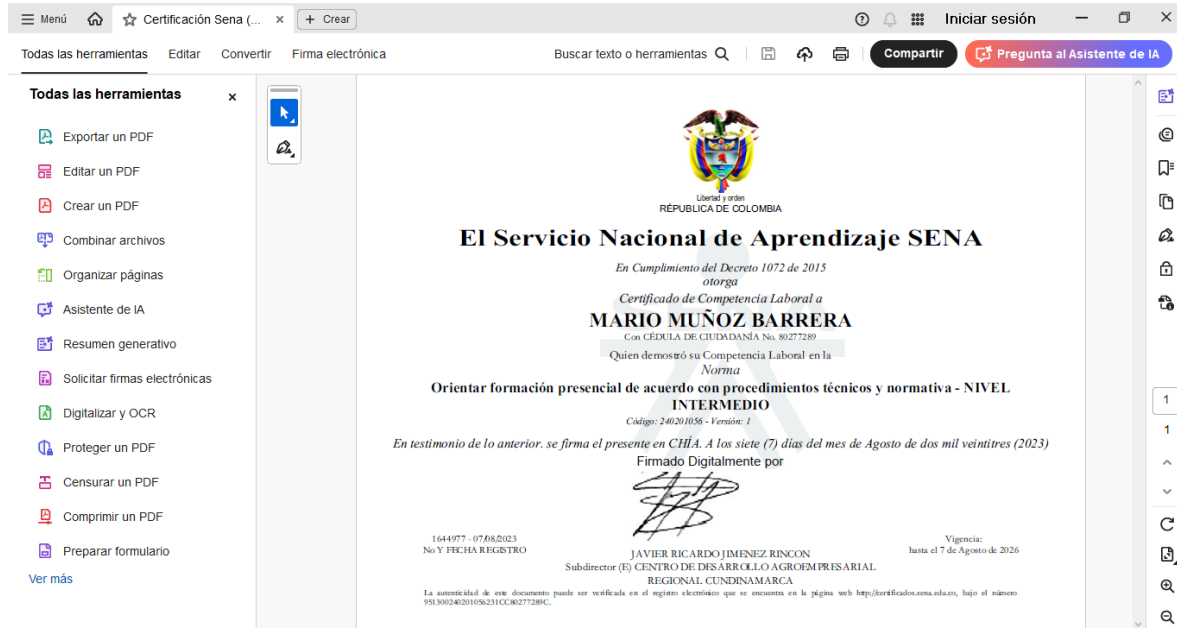 Menú
Certificación Sena (...
Crear
Iniciar sesión
Todas las herramientas
Editar
Convertir
Firma electrónica
Buscar texto o herramientas
Compartir
Pregunta al Asistente de IA
Todas las herramientas
Exportar un PDF
Editar un PDF
Crear un PDF
Combinar archivos
Organizar páginas
Asistente de IA
Resumen generativo
Solicitar firmas electrónicas
Digitalizar y OCR
Proteger un PDF
Censurar un PDF
Comprimir un PDF
Preparar formulario
Ver más
Libertad y orden
RÉPUBLICA DE COLOMBIA
El Servicio Nacional de Aprendizaje SENA
En Cumplimiento del Decreto 1072 de 2015
otorga
Certificado de Competencia Laboral a
MARIO MUÑOZ BARRERA
Con CÉDULA DE CIUDADANÍA No. 80277289
Quien demostró su Competencia Laboral en la
Norma
Orientar formación presencial de acuerdo con procedimientos técnicos y normativa - NIVEL
INTERMEDIO
Código: 240201056 - Versión: 1
En testimonio de lo anterior. se firma el presente en CHÍA. A los siete (7) días del mes de Agosto de dos mil veintitres (2023)
Firmado Digitalmente por
1644977 - 07/08/2023
No Y FECHA REGISTRO
JAVIER RICARDO JIMENEZ RINCON
Subdirector (E) CENTRO DE DESARROLLO AGROEMPRESARIAL
REGIONAL CUNDINAMARCA
Vigencia:
hasta el 7 de Agosto de 2026
La autenticidad de este documento puede ser verificada en el registro electrónico que se encuentra en la página web http://certificados.sena.edu.co, bajo el número
951300240201056231CC80277289C.
1
1